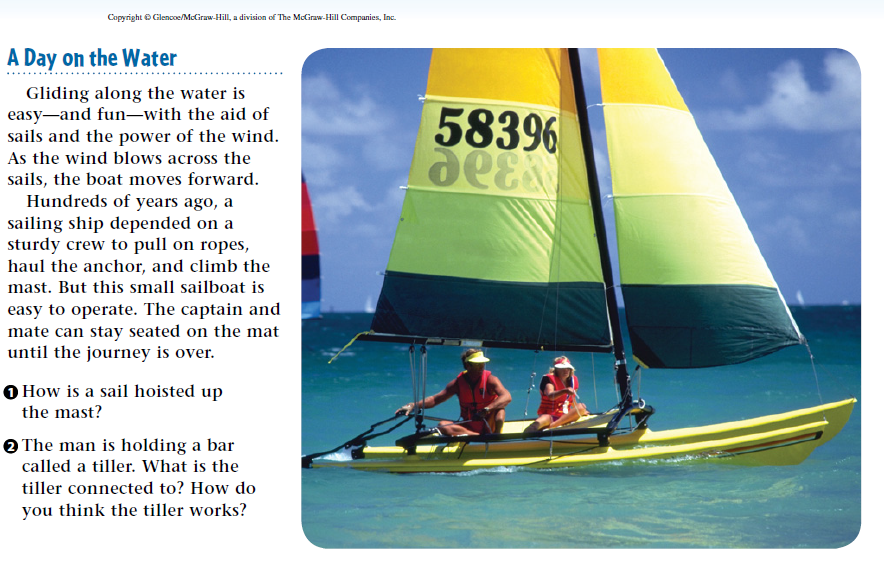 Copyright © Glencoe/McGraw-Hill, a division of The McGraw-Hill Companies, Inc.
A Day on the Water
Gliding along the water is
easy—and fun—with the aid of
sails and the power of the wind.
As the wind blows across the
sails, the boat moves forward.
Hundreds of years ago, a
sailing ship depended on a
sturdy crew to pull on ropes,
haul the anchor, and climb the
mast. But this small sailboat is
easy to operate. The captain and
mate can stay seated on the mat
until the journey is over.
❶ How is a sail hoisted up
the mast?
❷ The man is holding a bar
called a tiller. What is the
tiller connected to? How do
you think the tiller works?
58396